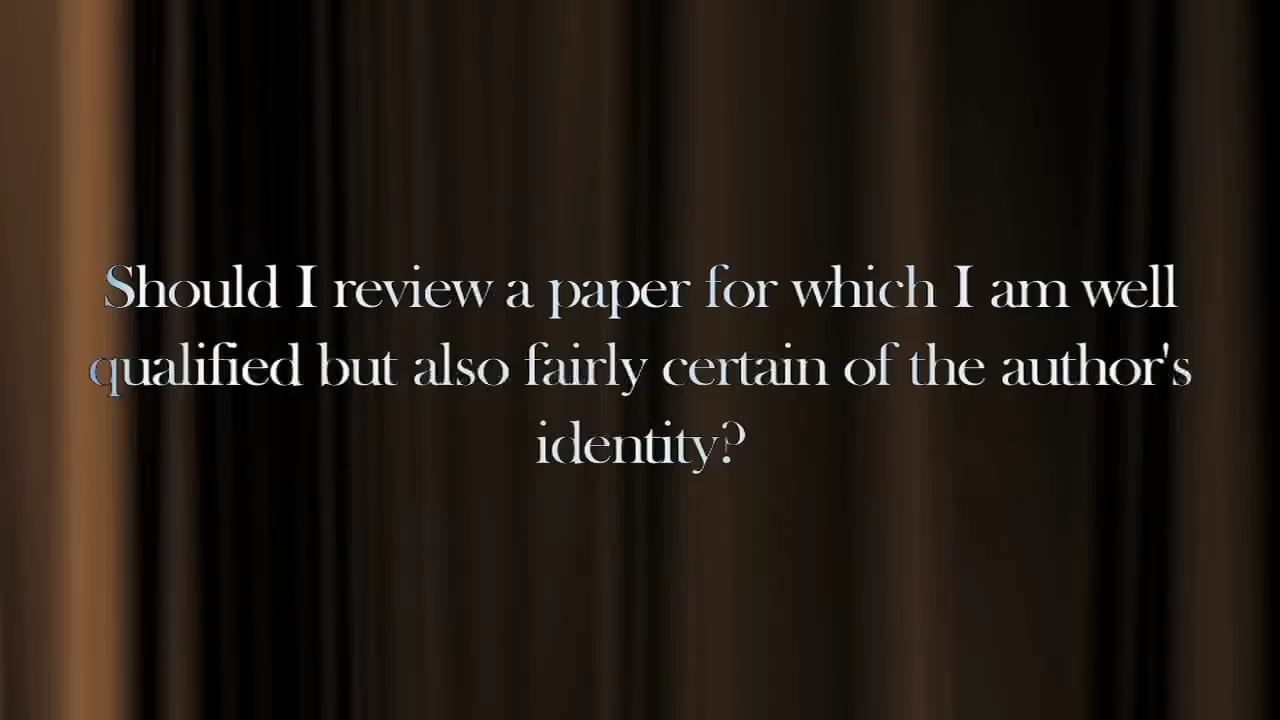 Should I review a paper for which I am well
qualified but also fairly certain of the author's
identity?